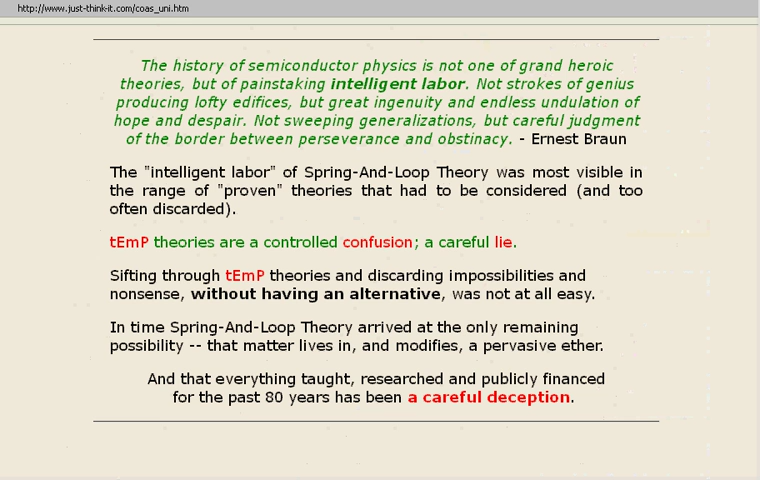 http://www.just-think-it.com/coas_uni.htm
The history of semiconductor physics is not one of grand heroic
theories, but of painstaking intelligent labor. Not strokes of genius
producing lofty edifices, but great ingenuity and endless undulation of
hope and despair. Not sweeping generalizations, but careful judgment
of the border between perseverance and obstinacy. - Ernest Braun
The "intelligent labor" of Spring-And-Loop Theory was most visible in
the range of "proven" theories that had to be considered (and too
often discarded).
tEmP theories are a controlled confusion; a careful lie.
Sifting through tEmP theories and discarding impossibilities and
nonsense, without having an alternative, was not at all easy.
In time Spring-And-Loop Theory arrived at the only remaining
possibility -- that matter lives in, and modifies, a pervasive ether.
And that everything taught, researched and publicly financed
for the past 80 years has been a careful deception.